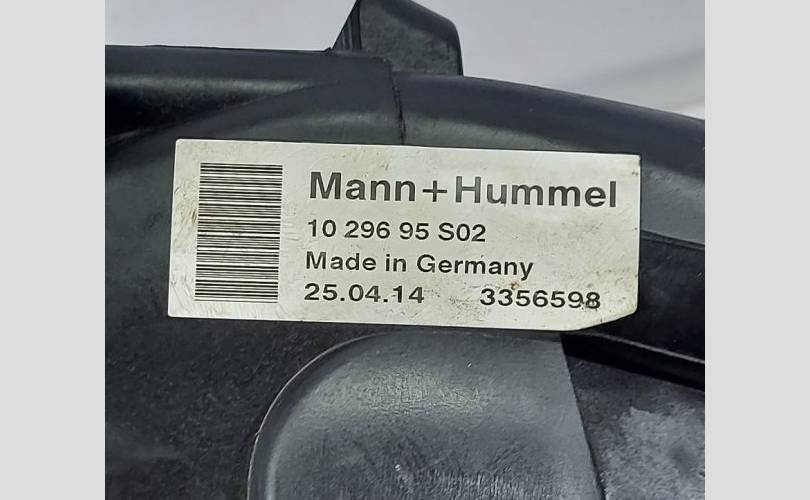 Mann+Hummel
10 296 95 S02
Made in Germany
25.04.14 3356598